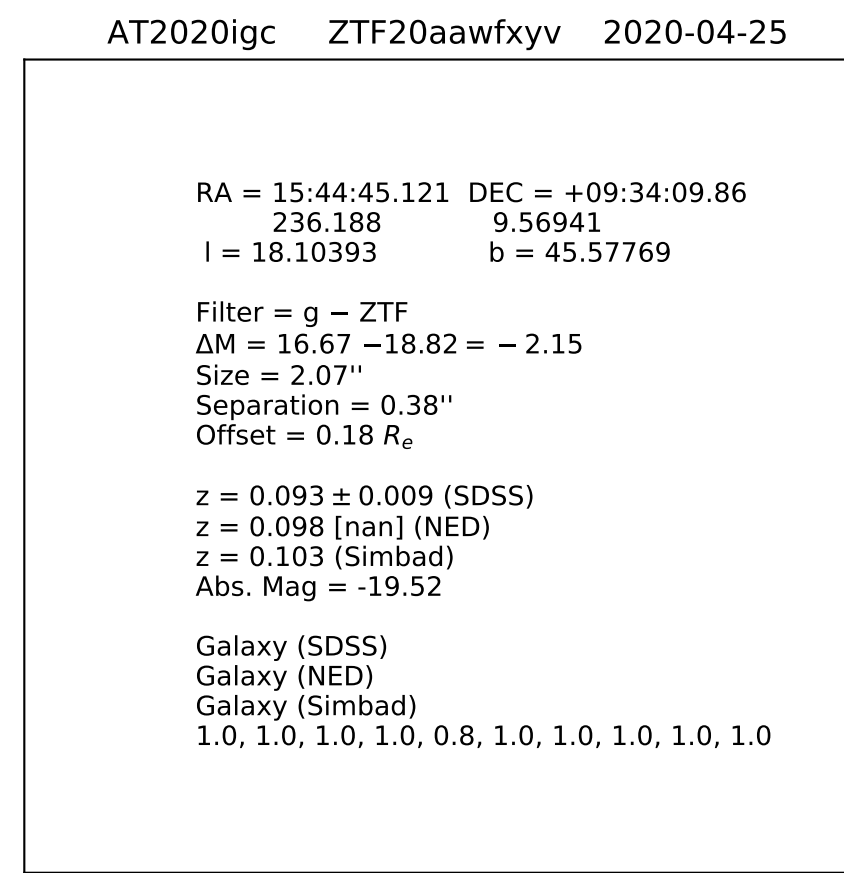 AT2020igc ZTF20aawfxyv 2020-04-25
RA = 15:44:45.121 DEC = +09:34:09.86
236.188 9.56941
l = 18.10393 b = 45.57769
Filter = g − ZTF
ΔM = 16.67 −18.82 = − 2.15
Size = 2.07''
Separation = 0.38''
Offset = 0.18 Re
z = 0.093 ± 0.009 (SDSS)
z = 0.098 [nan] (NED)
z = 0.103 (Simbad)
Abs. Mag = -19.52
Galaxy (SDSS)
Galaxy (NED)
Galaxy (Simbad)
1.0, 1.0, 1.0, 1.0, 0.8, 1.0, 1.0, 1.0, 1.0, 1.0